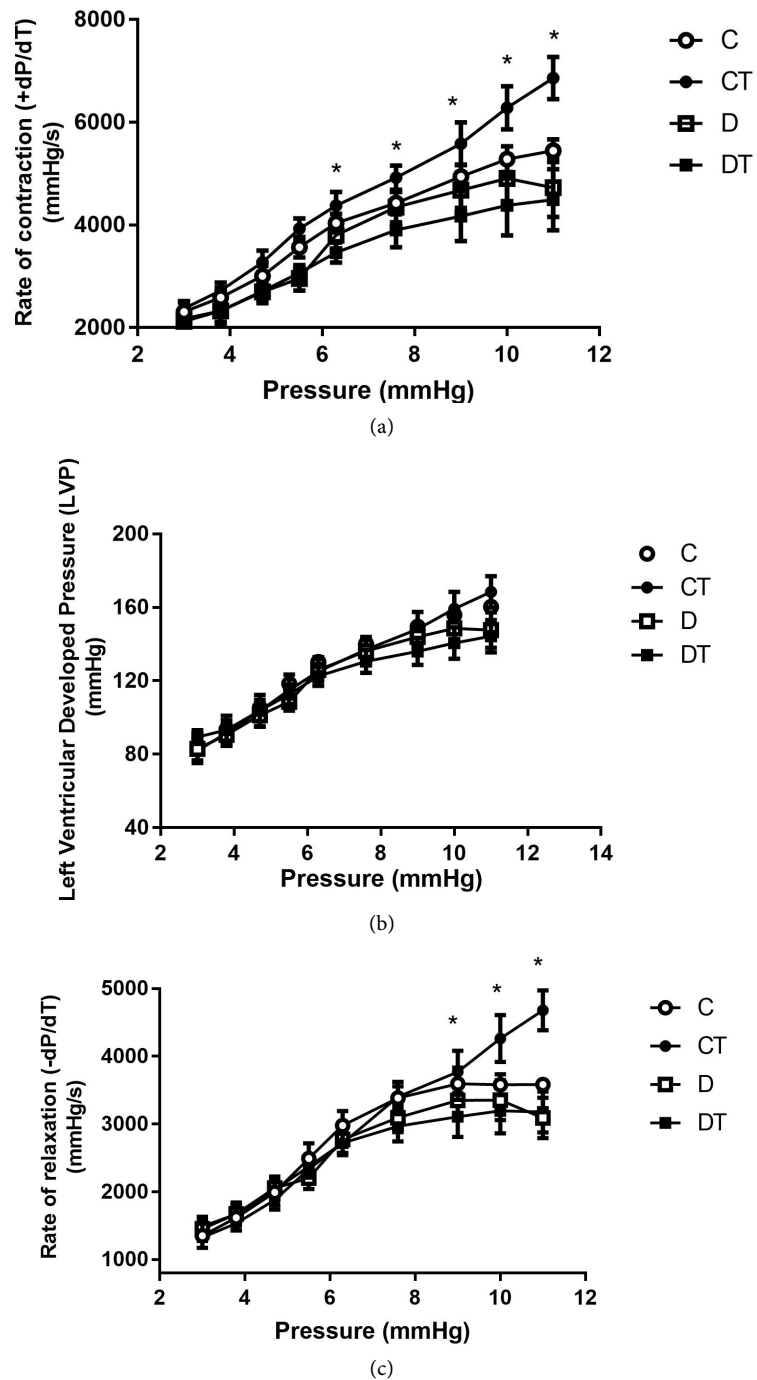 Rate of contraction (+dP/dT)
(mmHg/s)
8000
6000
4000
2000
* * * * *
2 4 6 8 10 12
Pressure (mmHg)
C
CT
D
DT
(a)
Left Ventricular Developed Pressure (LVP)
(mmHg)
200
160
120
80
40
2 4 6 8 10 12 14
Pressure (mmHg)
C
CT
D
DT
(b)
Rate of relaxation (-dP/dT)
(mmHg/s)
5000
4000
3000
2000
1000
* * *
2 4 6 8 10 12
Pressure (mmHg)
C
CT
D
DT
(c)